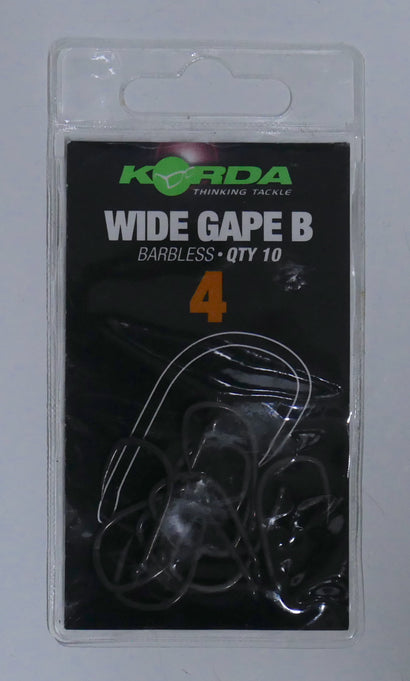 KORDA
THINKING TACKLE
WIDE GAPE B
BARBLESS • QTY 10
4